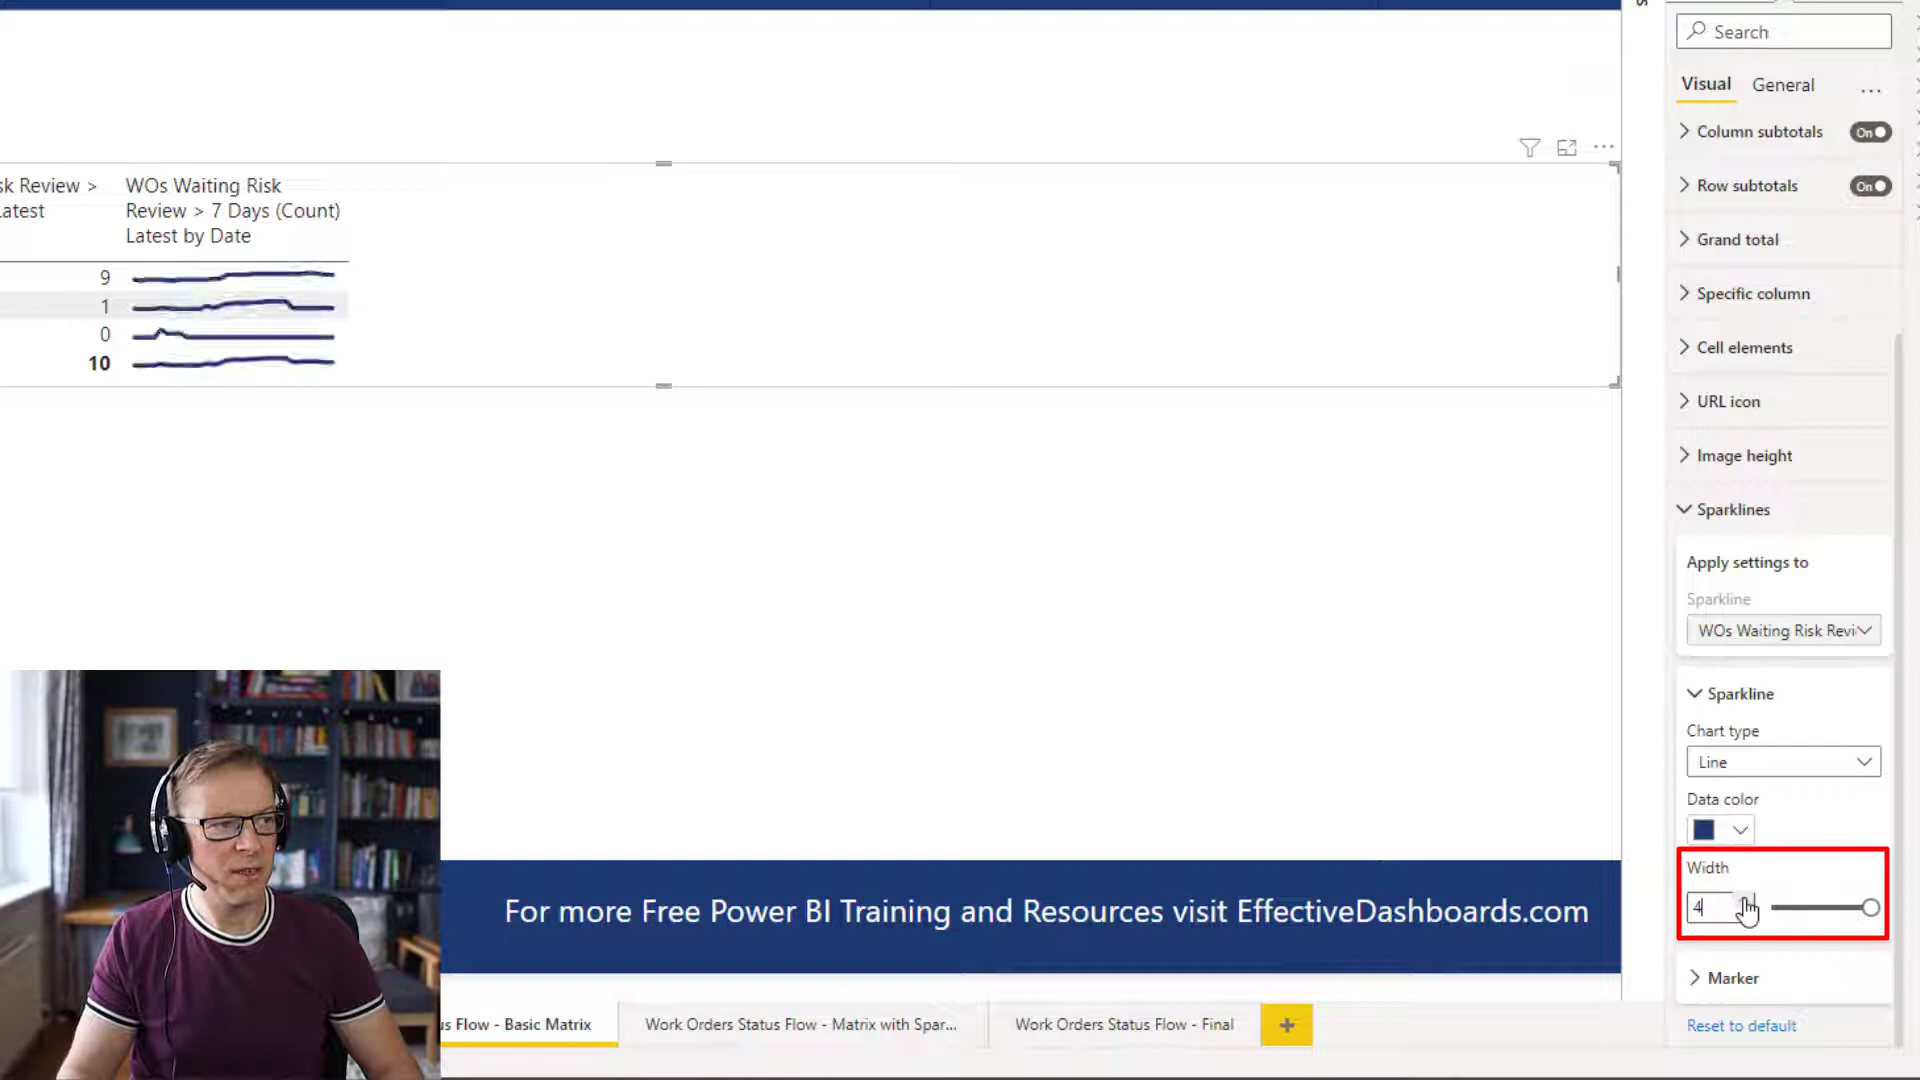 Search
Visual
General
Column subtotals
On
Row subtotals
On
Grand total
Specific column
Cell elements
URL icon
Image height
Sparklines
Apply settings to
Sparkline
WOs Waiting Risk Revi
Sparkline
Chart type
Line
Data color
Width
4
Marker
Reset to default
sk Review >
Latest
WOs Waiting Risk
Review > 7 Days (Count)
Latest by Date
9
1
0
10
For more Free Power BI Training and Resources visit EffectiveDashboards.com
us Flow - Basic Matrix
Work Orders Status Flow - Matrix with Spar...
Work Orders Status Flow - Final
+